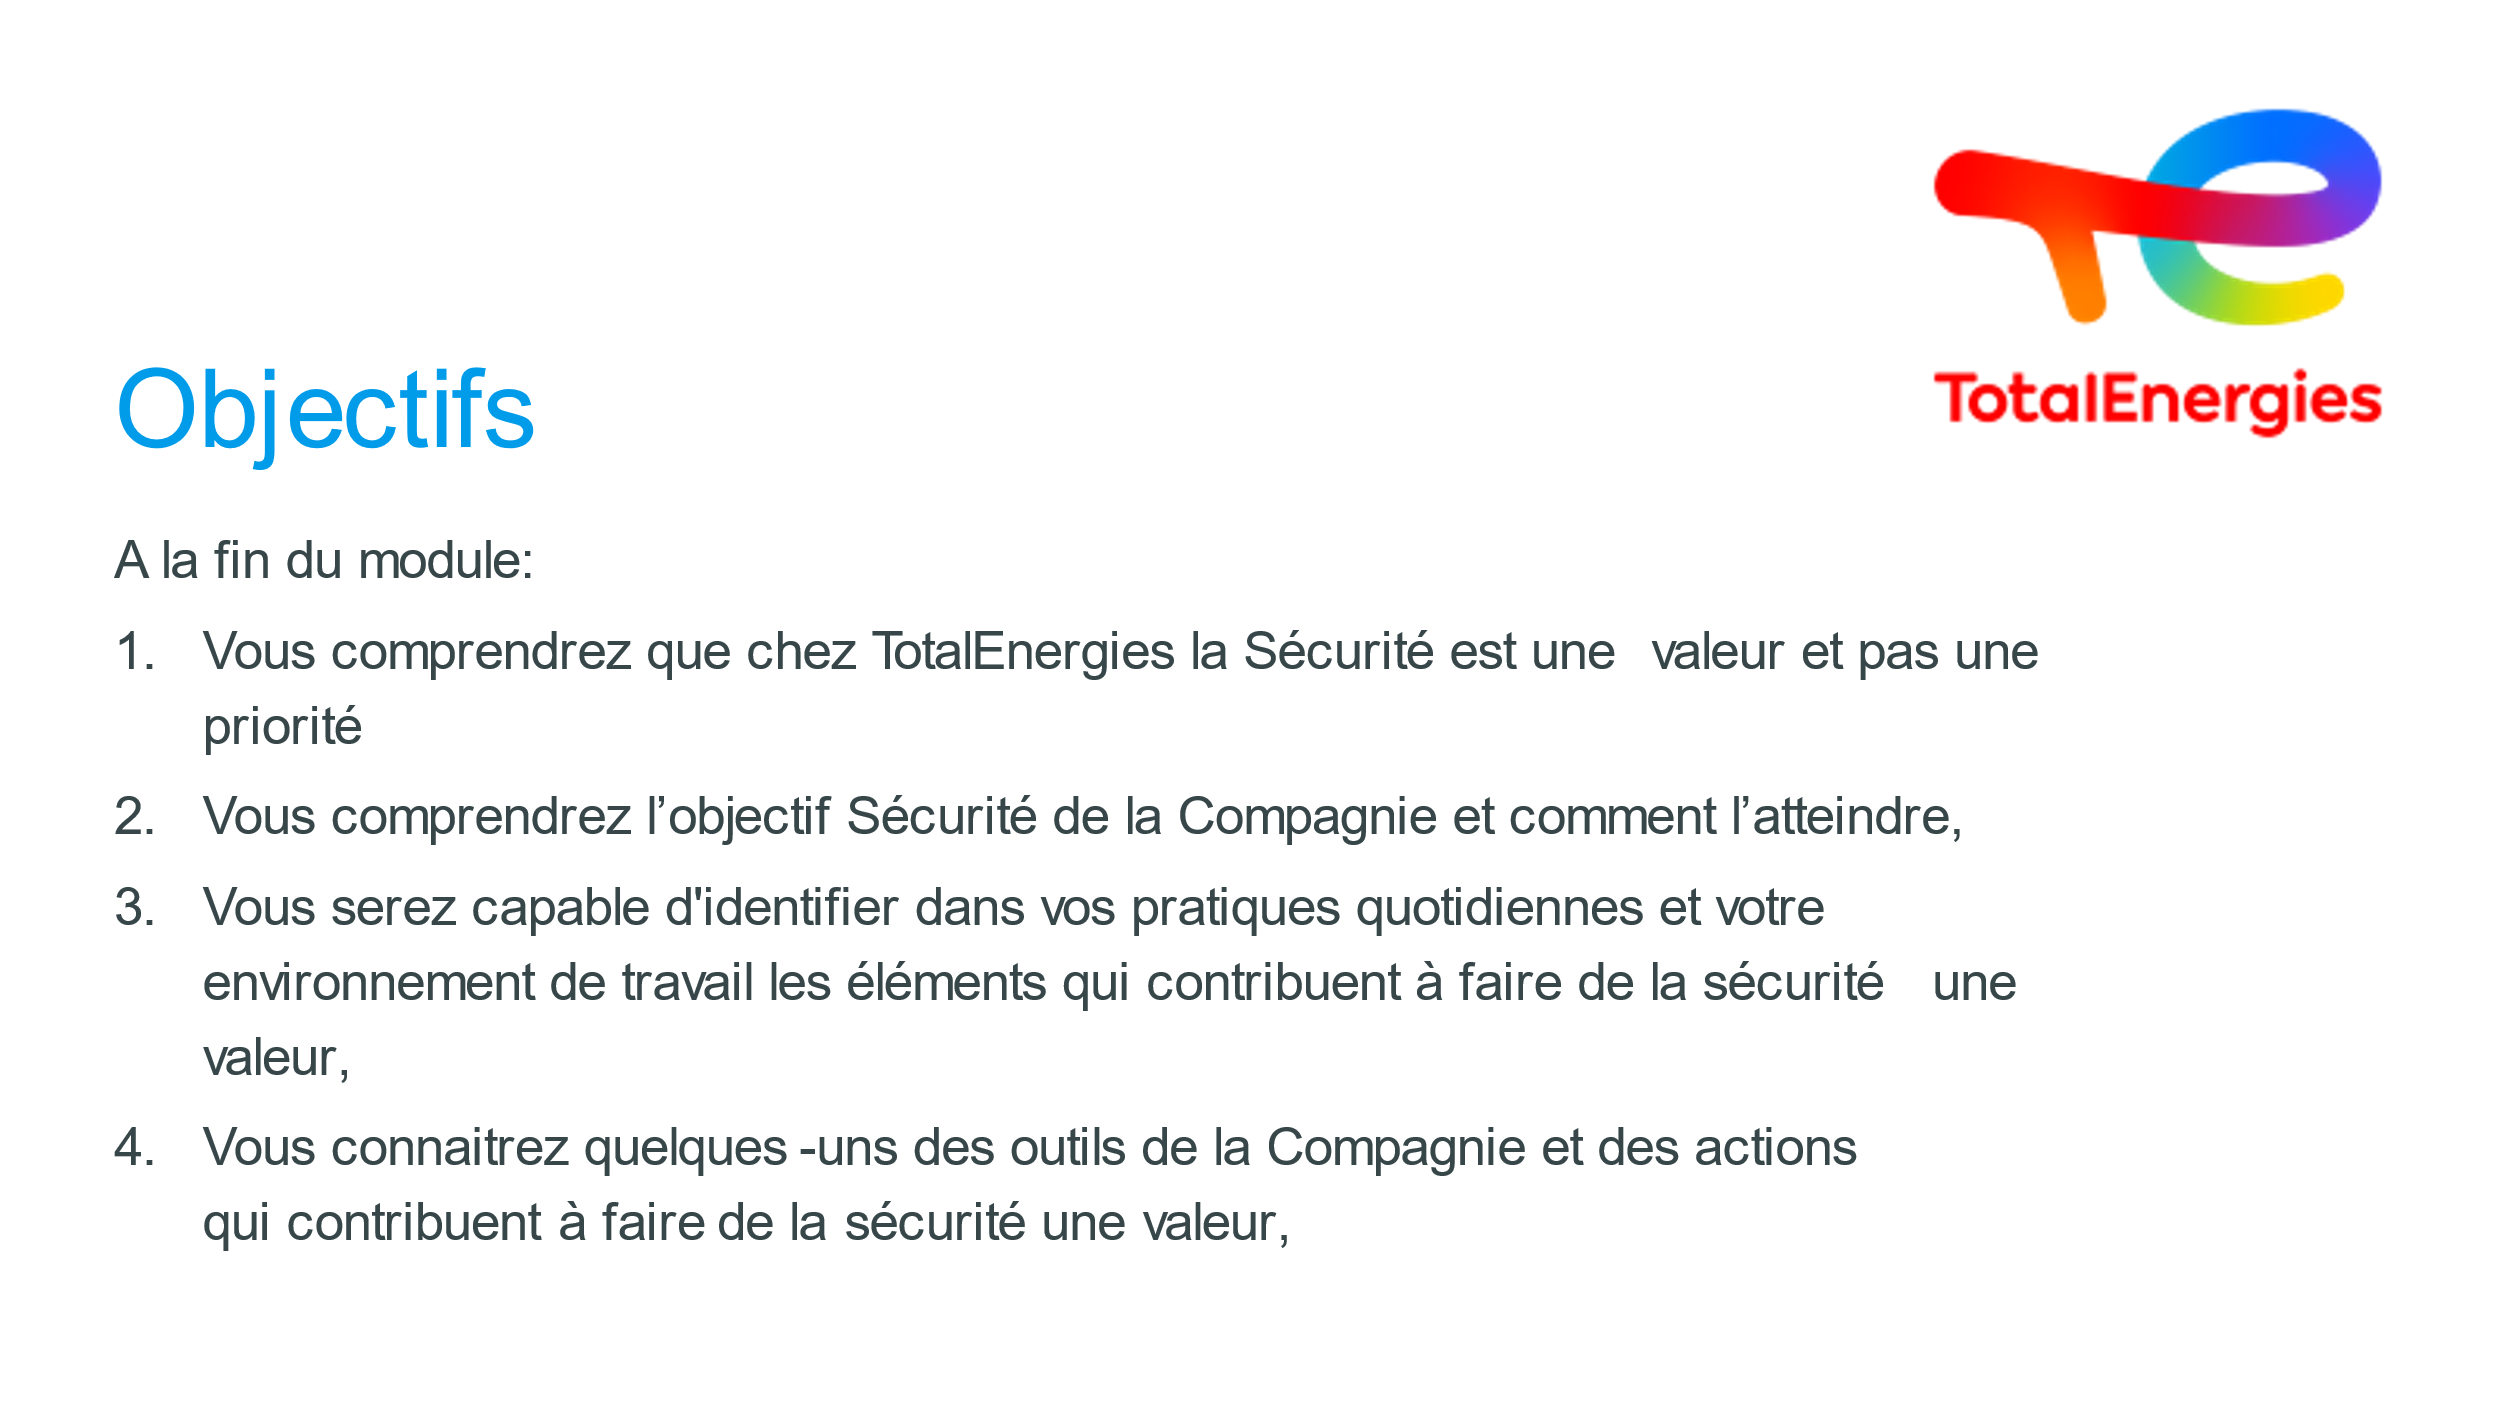 TotalEnergies
Objectifs
A la fin du module:
1. Vous comprendrez que chez TotalEnergies la Sécurité est une valeur et pas une
priorité
2. Vous comprendrez l’objectif Sécurité de la Compagnie et comment l’atteindre,
3. Vous serez capable d'identifier dans vos pratiques quotidiennes et votre
environnement de travail les éléments qui contribuent à faire de la sécurité une
valeur,
4. Vous connaitrez quelques -uns des outils de la Compagnie et des actions
qui contribuent à faire de la sécurité une valeur,